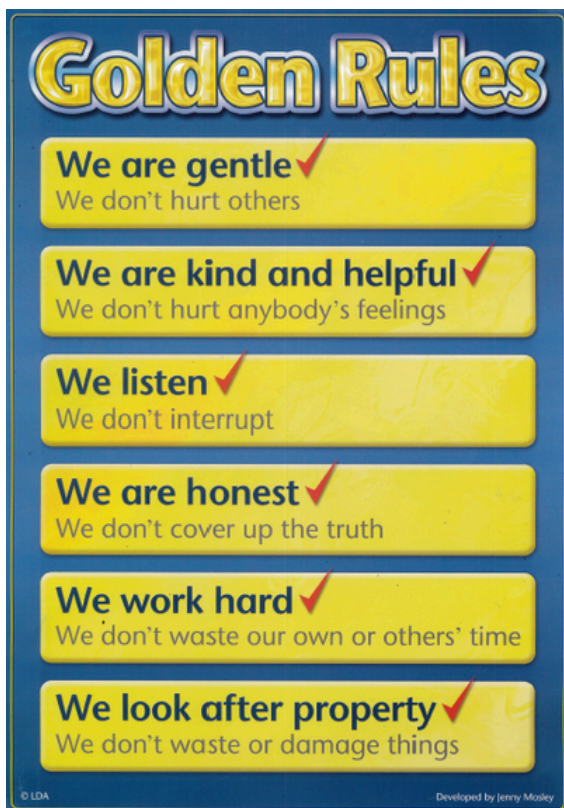 Golden Rules
We are gentle
We don't hurt others
We are kind and helpful
We don't hurt anybody's feelings
We listen
We don't interrupt
We are honest
We don't cover up the truth
We work hard
We don't waste our own or others' time
We look after property
We don't waste or damage things
© LDA
Developed by Jenny Mosley